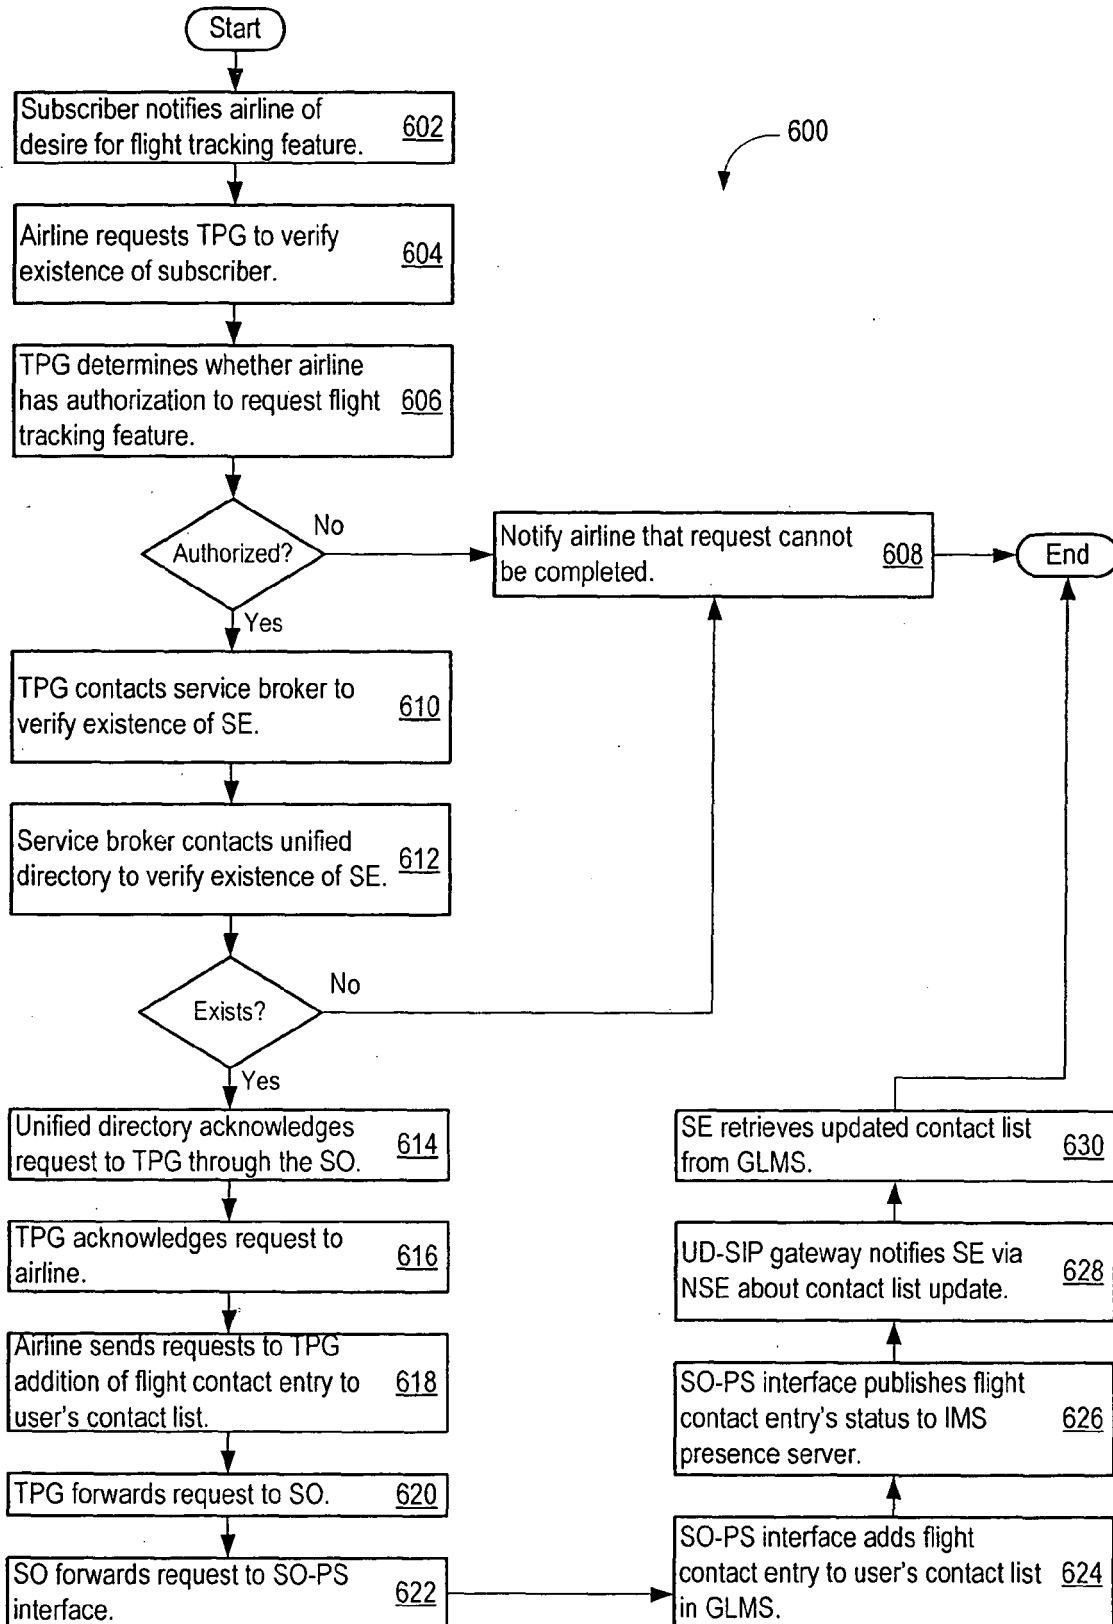 Start
Subscriber notifies airline of
desire for flight tracking feature.
602
600
Airline requests TPG to verify
existence of subscriber.
604
TPG determines whether airline
has authorization to request flight
tracking feature.
606
Authorized?
No
Yes
Notify airline that request cannot
be completed.
608
End
TPG contacts service broker to
verify existence of SE.
610
Service broker contacts unified
directory to verify existence of SE.
612
Exists?
No
Yes
Unified directory acknowledges
request to TPG through the SO.
614
TPG acknowledges request to
airline.
616
Airline sends requests to TPG
addition of flight contact entry to
user's contact list.
618
TPG forwards request to SO.
620
SO forwards request to SO-PS
interface.
622
SO-PS interface adds flight
contact entry to user's contact list
in GLMS.
624
SO-PS interface publishes flight
contact entry's status to IMS
presence server.
626
UD-SIP gateway notifies SE via
NSE about contact list update.
628
SE retrieves updated contact list
from GLMS.
630